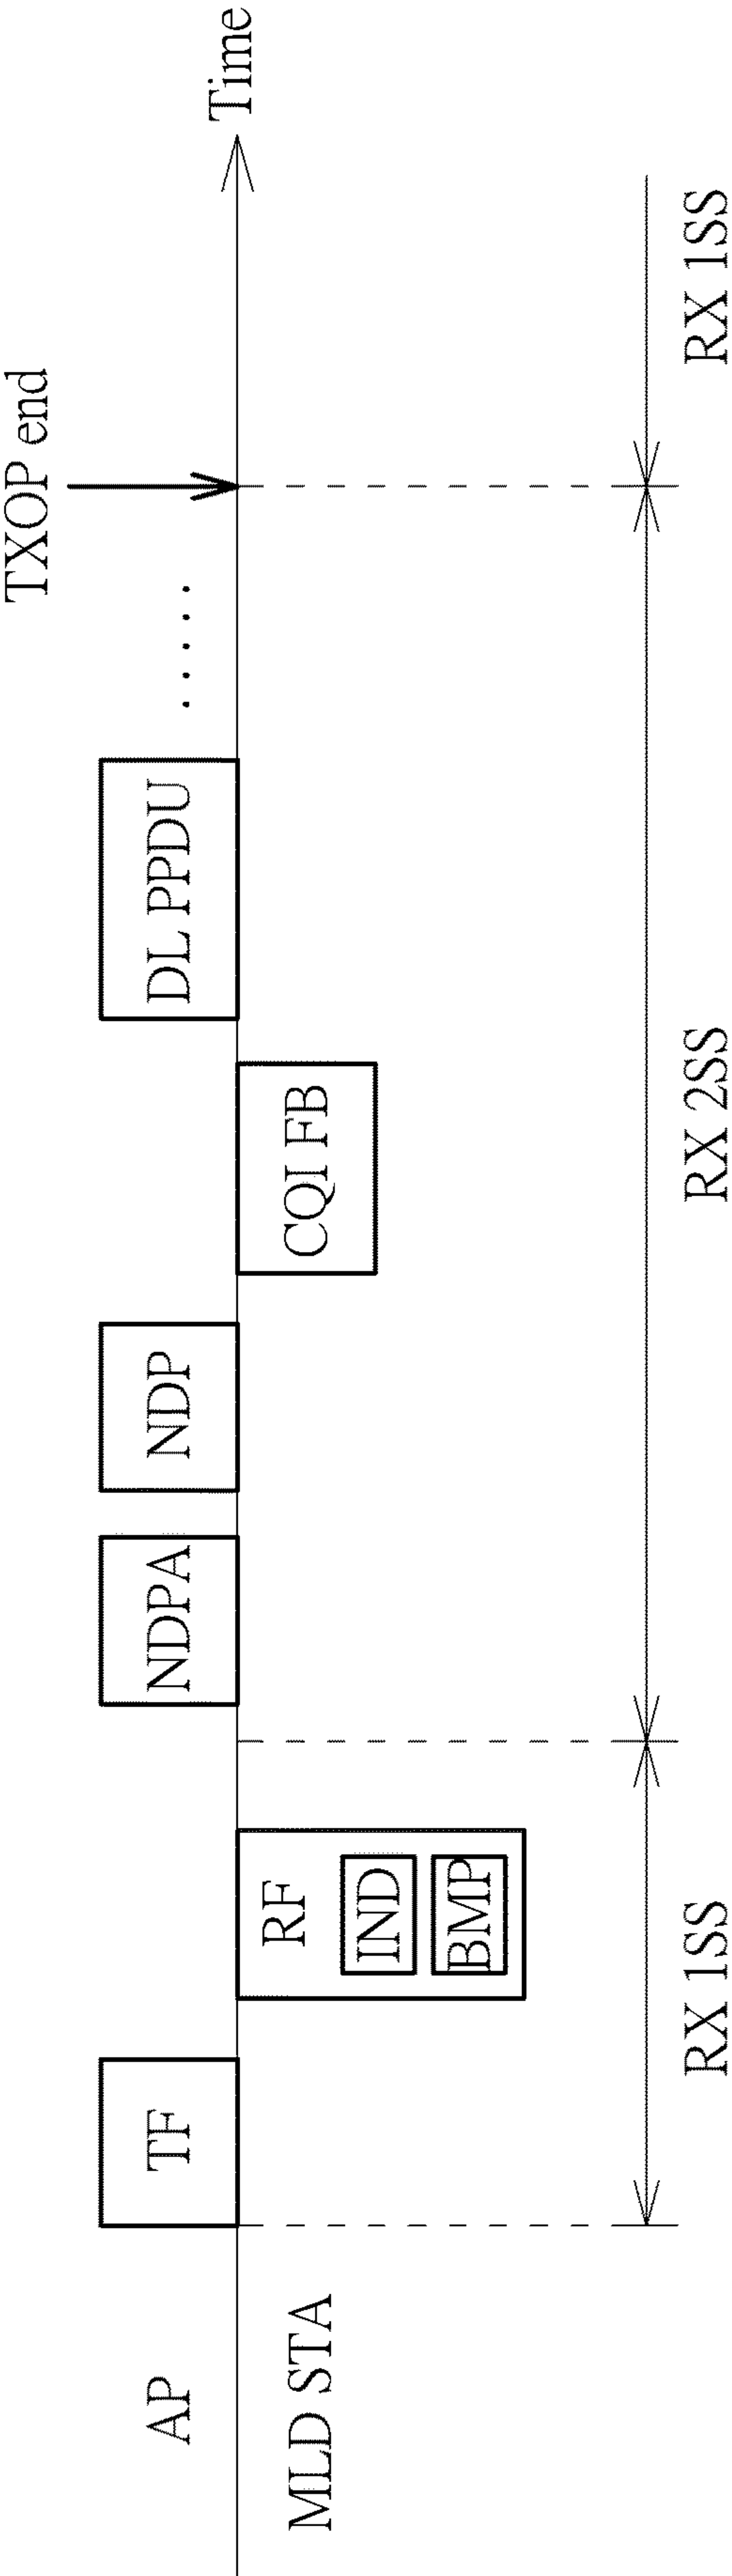 TXOP end
AP
TF
NDPA
NDP
DL PPDU
.....
Time
MLD STA
RF
IND
BMP
CQI FB
RX 1SS
RX 2SS
RX 1SS